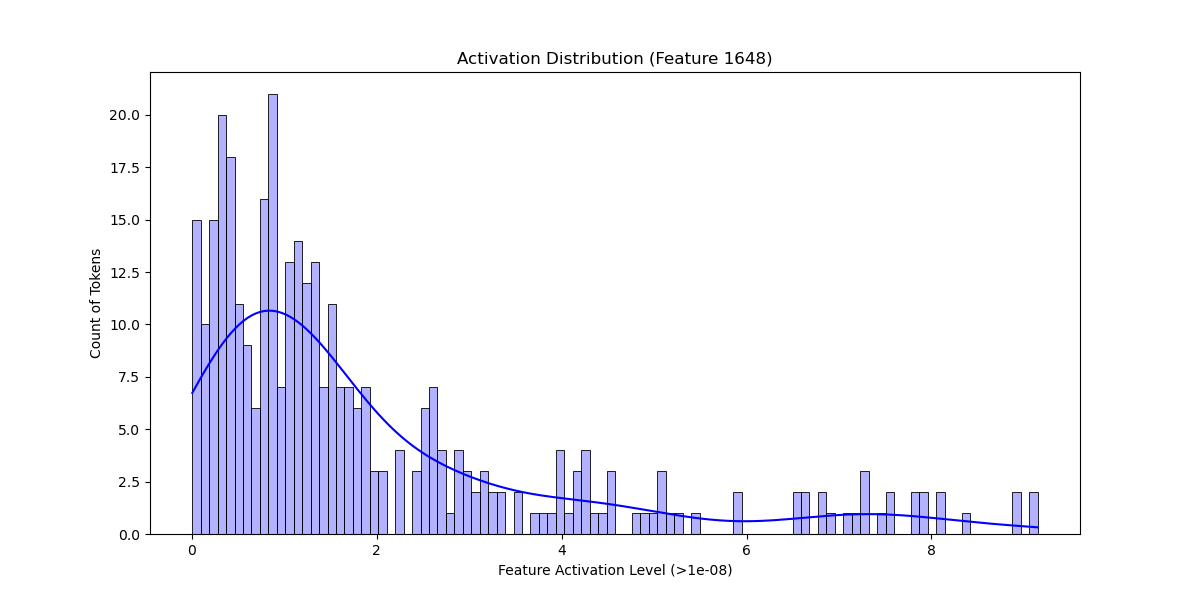 Activation Distribution (Feature 1648)
Count of Tokens
20.0
17.5
15.0
12.5
10.0
7.5
5.0
2.5
0.0
0 2 4 6 8
Feature Activation Level (>1e-08)